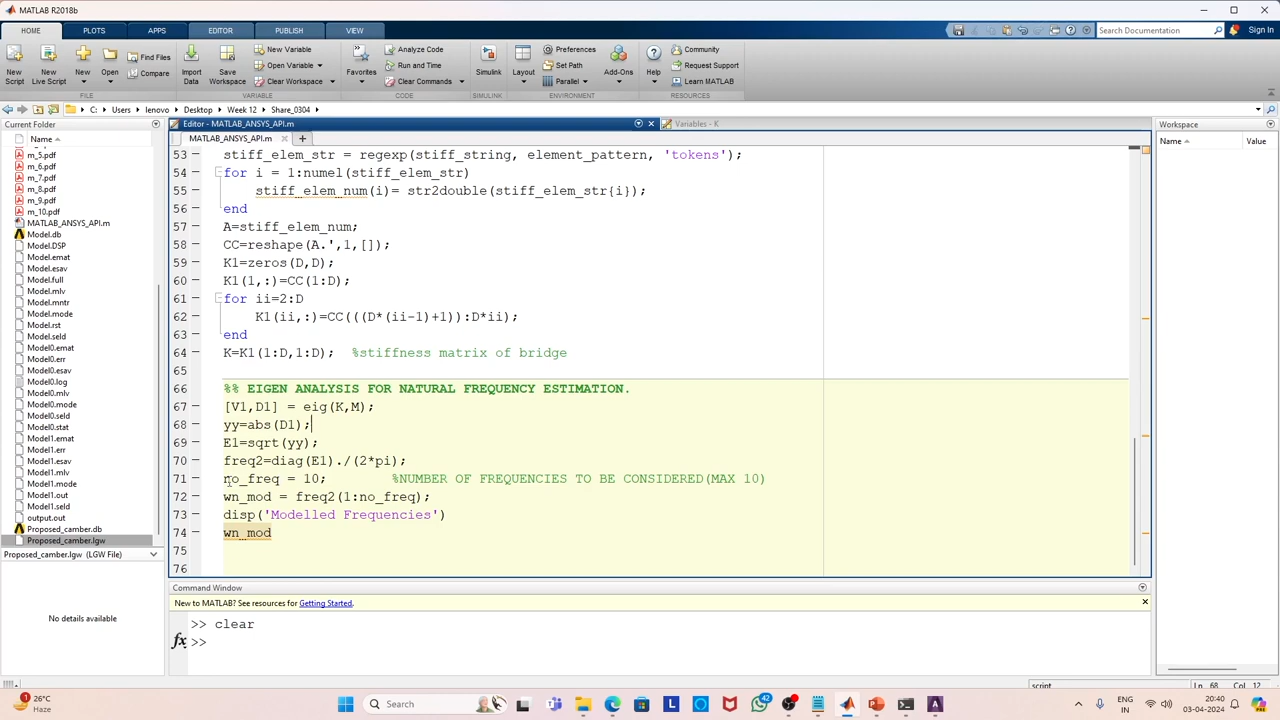 MATLAB R2018b
HOME PLOTS APPS EDITOR PUBLISH VIEW
Search Documentation
Sign In
New Script
New Live Script
New
Open
Find Files
Compare
Import Data
Save Workspace
New Variable
Open Variable
Clear Workspace
Favorites
Analyze Code
Run and Time
Clear Commands
Simulink
Layout
Preferences
Set Path
Parallel
Add-Ons
Help
Community
Request Support
Learn MATLAB
FILE VARIABLE CODE SIMULINK ENVIRONMENT RESOURCES
C: Users lenovo Desktop Week 12 Share_0304
Current Folder
Name
m_5.pdf
m_6.pdf
m_7.pdf
m_8.pdf
m_9.pdf
m_10.pdf
MATLAB_ANSYS_API.m
Model.db
Model.DSP
Model.emat
Model.esav
Model.full
Model.mlv
Model.mntr
Model.mode
Model.rst
Model.seld
Model0.emat
Model0.err
Model0.esav
Model0.log
Model0.mlv
Model0.mode
Model0.seld
Model0.stat
Model1.emat
Model1.err
Model1.esav
Model1.mlv
Model1.mode
Model1.out
Model1.seld
output.out
Proposed_camber.db
Proposed_camber.lgw
Proposed_camber.lgw (LGW File)
No details available
Editor - MATLAB_ANSYS_API.m
Variables - K
MATLAB_ANSYS_API.m
53 stiff_elem_str = regexp(stiff_string, element_pattern, 'tokens');
54 for i = 1:numel(stiff_elem_str)
55 stiff_elem_num(i)= str2double(stiff_elem_str{i});
56 end
57 A=stiff_elem_num;
58 CC=reshape(A.',1,[]);
59 K1=zeros(D,D);
60 K1(1,:)=CC(1:D);
61 for ii=2:D
62 K1(ii,:)=CC(((D*(ii-1)+1)):D*ii);
63 end
64 K=K1(1:D,1:D); %stiffness matrix of bridge
65
66 %% EIGEN ANALYSIS FOR NATURAL FREQUENCY ESTIMATION.
67 [V1,D1] = eig(K,M);
68 yy=abs(D1);
69 E1=sqrt(yy);
70 freq2=diag(E1)./(2*pi);
71 no_freq = 10; %NUMBER OF FREQUENCIES TO BE CONSIDERED(MAX 10)
72 wn_mod = freq2(1:no_freq);
73 disp('Modelled Frequencies')
74 wn_mod
75
76
Command Window
New to MATLAB? See resources for Getting Started.
>> clear
fx >>
Workspace
Name Value
script Ln 68 Col 12
1
26°C
Haze
Search
42
ENG
IN
20:40
03-04-2024